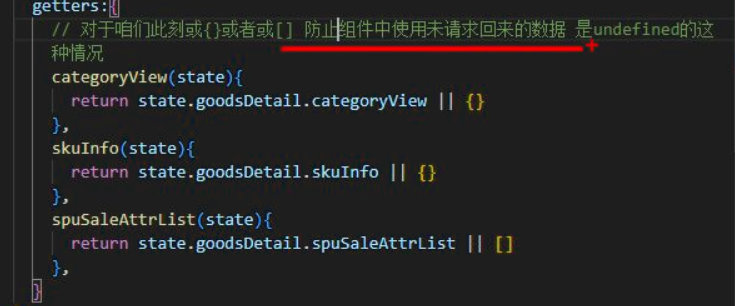 getters:{
// 对于咱们此刻或{}或者或[] 防止组件中使用未请求回来的数据 是undefined的这
种情况
categoryView(state){
return state.goodsDetail.categoryView || {}
},
skuInfo(state){
return state.goodsDetail.skuInfo || {}
},
spuSaleAttrList(state){
return state.goodsDetail.spuSaleAttrList || []
},
}